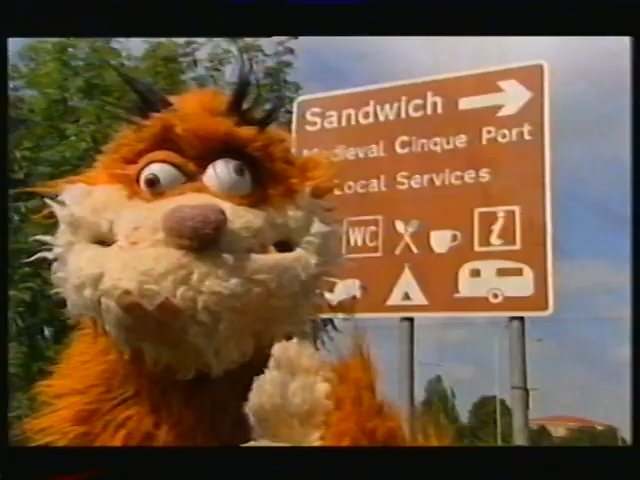 Sandwich
Medieval Cinque Port
Local Services
WC
i